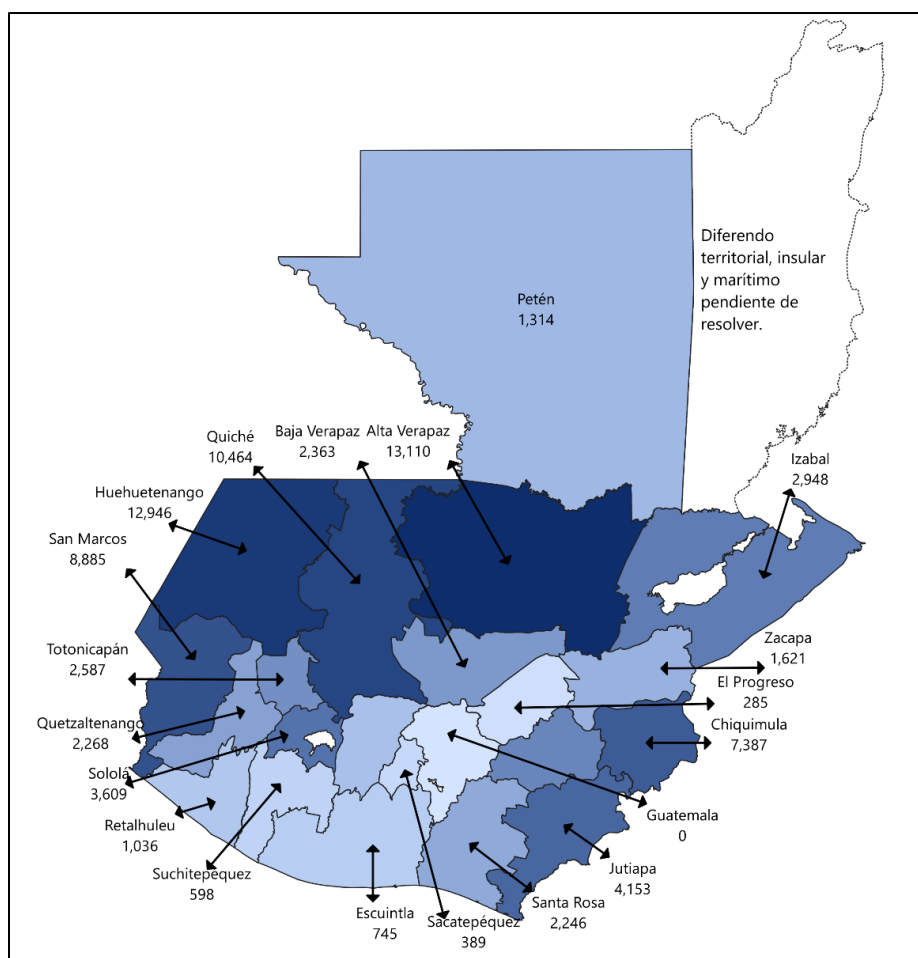 Diferendo
territorial, insular
y marítimo
pendiente de
resolver.
Petén
1,314
Quiché
10,464
Baja Verapaz
2,363
Alta Verapaz
13,110
Izabal
2,948
Huehuetenango
12,946
San Marcos
8,885
Totonicapán
2,587
Zacapa
1,621
El Progreso
285
Quetzaltenango
2,268
Chiquimula
7,387
Sololá
3,609
Retalhuleu
1,036
Guatemala
0
Suchitepéquez
598
Jutiapa
4,153
Escuintla
745
Sacatepéquez
389
Santa Rosa
2,246